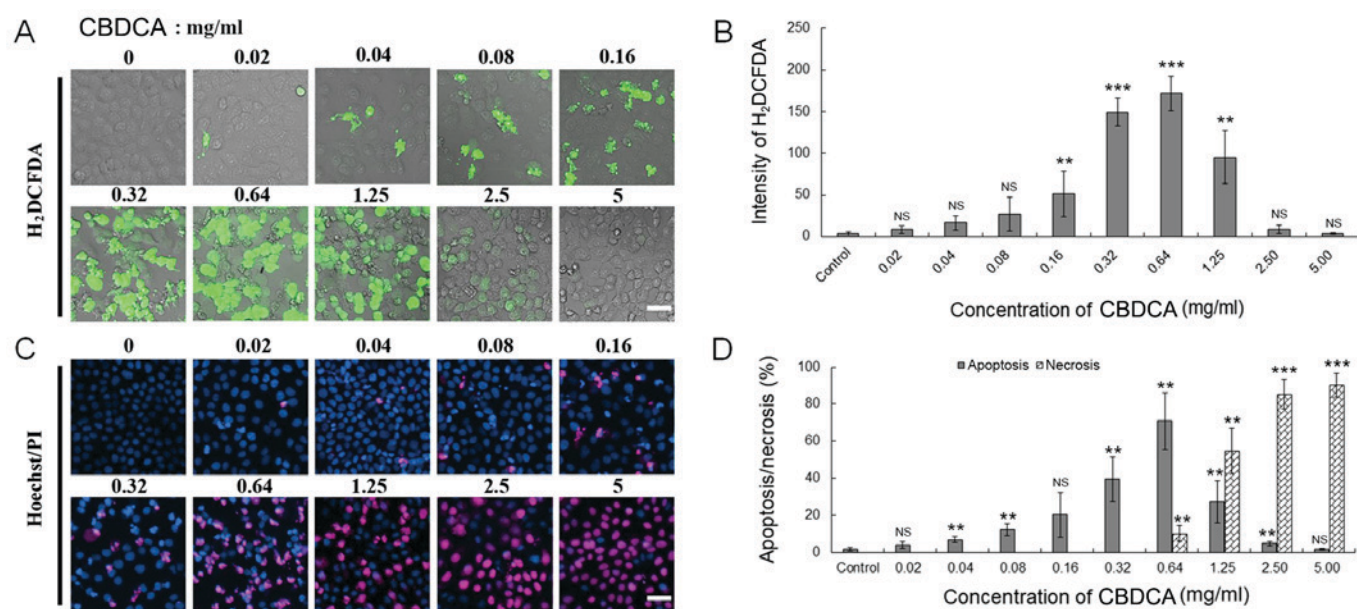 A
CBDCA : mg/ml
0 0.02 0.04 0.08 0.16
H₂DCFDA
0.32 0.64 1.25 2.5 5
B
Intensity of H₂DCFDA
250
200
150
100
50
0
NS NS NS ** *** *** ** NS NS
Control 0.02 0.04 0.08 0.16 0.32 0.64 1.25 2.50 5.00
Concentration of CBDCA (mg/ml)
C
0 0.02 0.04 0.08 0.16
Hoechst/PI
0.32 0.64 1.25 2.5 5
D
Apoptosis/necrosis (%)
100
80
60
40
20
0
Apoptosis Necrosis
NS ** ** NS ** ** ** ** ** ** *** NS ***
Control 0.02 0.04 0.08 0.16 0.32 0.64 1.25 2.50 5.00
Concentration of CBDCA (mg/ml)